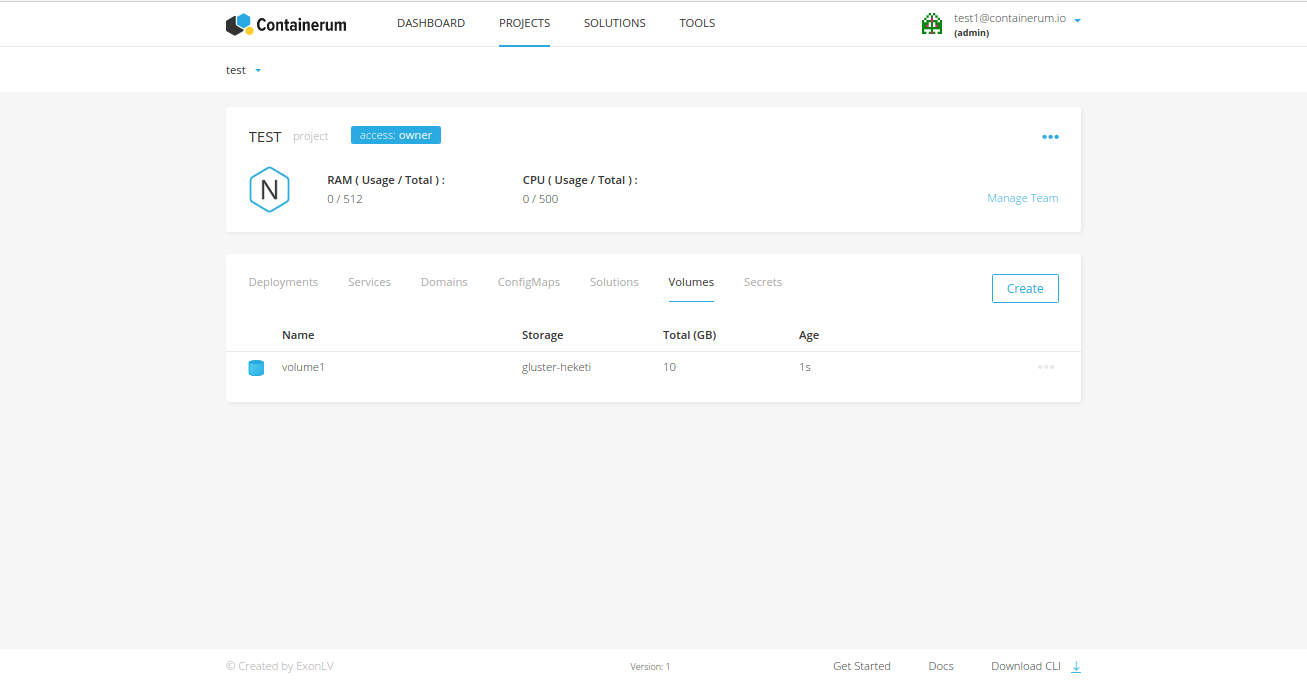 Containerum DASHBOARD PROJECTS SOLUTIONS TOOLS test1@containerum.io
(admin)
test
TEST project access: owner
N RAM ( Usage / Total ) : CPU ( Usage / Total ) :
0 / 512 0 / 500 Manage Team
Deployments Services Domains ConfigMaps Solutions Volumes Secrets Create
Name Storage Total (GB) Age
volume1 gluster-heketi 10 1s
© Created by ExonLV Version: 1 Get Started Docs Download CLI